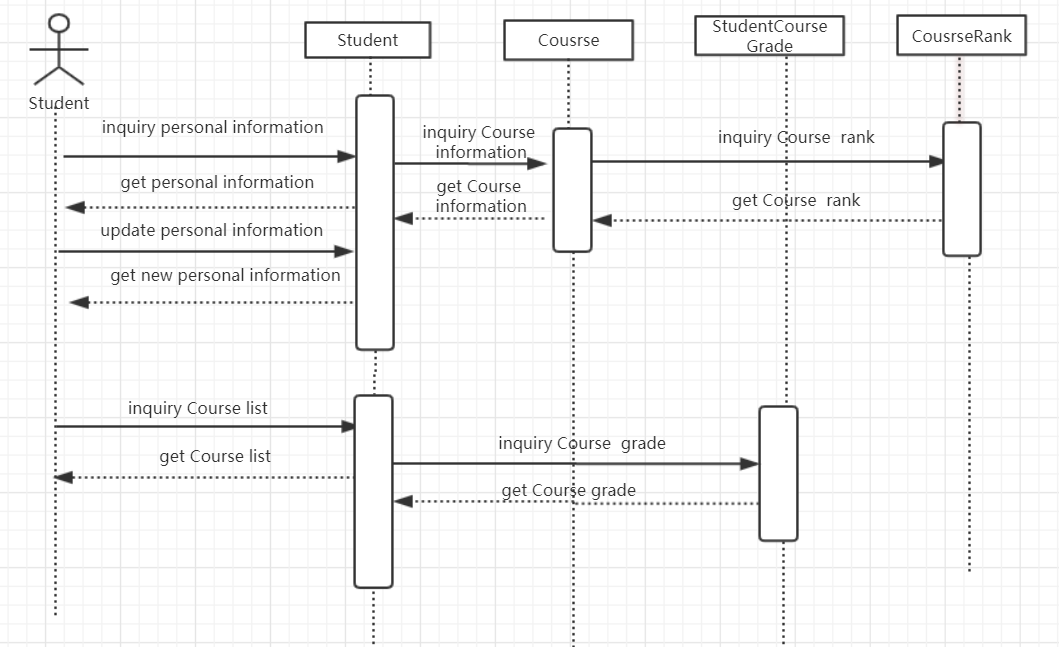 Student
Cousrse
StudentCourse
Grade
CousrseRank
Student
inquiry personal information
inquiry Course
information
inquiry Course rank
get personal information
get Course
information
get Course rank
update personal information
get new personal information
inquiry Course list
inquiry Course grade
get Course list
get Course grade